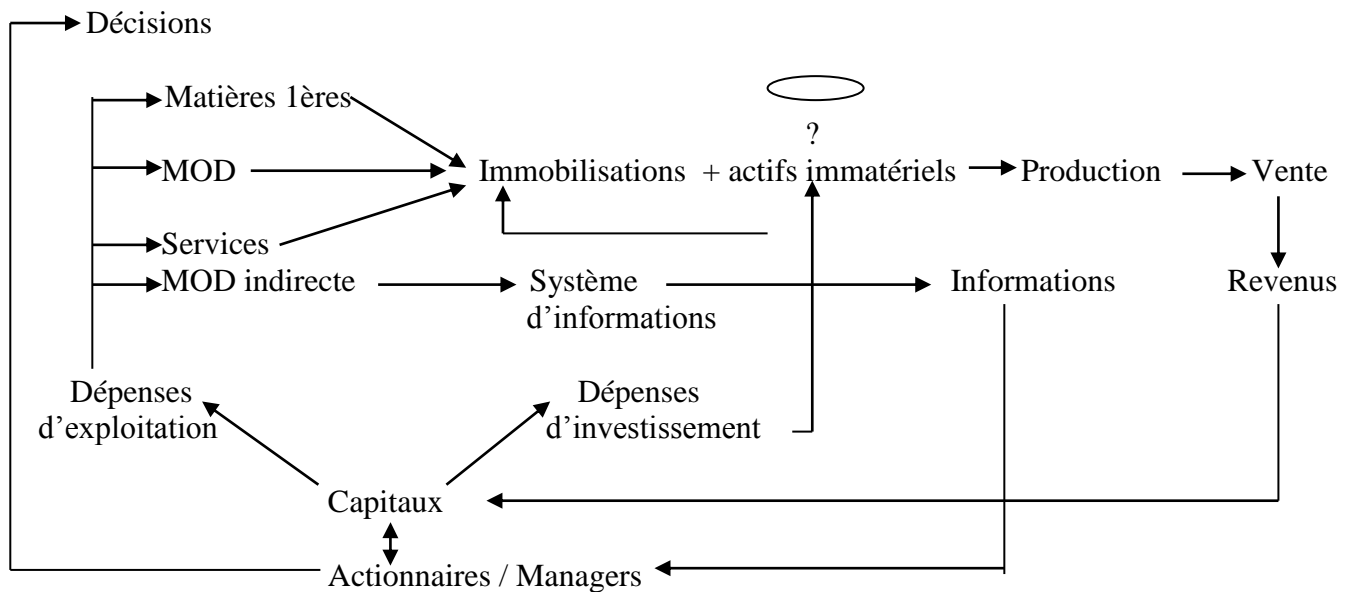 Décisions
Matières 1ères
?
MOD
Immobilisations + actifs immatériels
Production
Vente
Services
MOD indirecte
Système
d’informations
Informations
Revenus
Dépenses
d’exploitation
Dépenses
d’investissement
Capitaux
Actionnaires / Managers